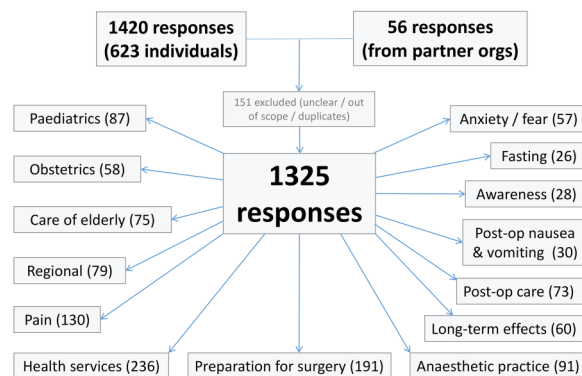 1420 responses
(623 individuals)
56 responses
(from partner orgs)
151 excluded (unclear / out
of scope / duplicates)
1325
responses
Paediatrics (87)
Obstetrics (58)
Care of elderly (75)
Regional (79)
Pain (130)
Health services (236)
Preparation for surgery (191)
Anaesthetic practice (91)
Anxiety / fear (57)
Fasting (26)
Awareness (28)
Post-op nausea
& vomiting (30)
Post-op care (73)
Long-term effects (60)